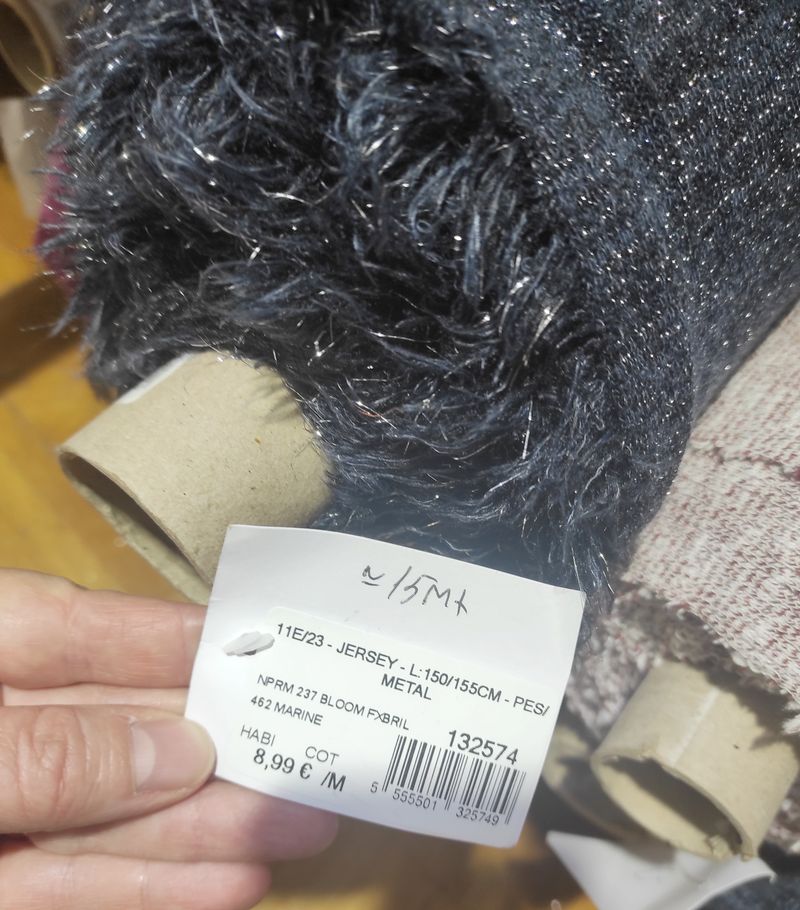 ~15Mt
11E/23 - JERSEY - L:150/155CM - PES/
METAL
NPRM 237 BLOOM FXBRIL
462 MARINE
HABI COT
8,99 € /M
132574
5 555501 325749